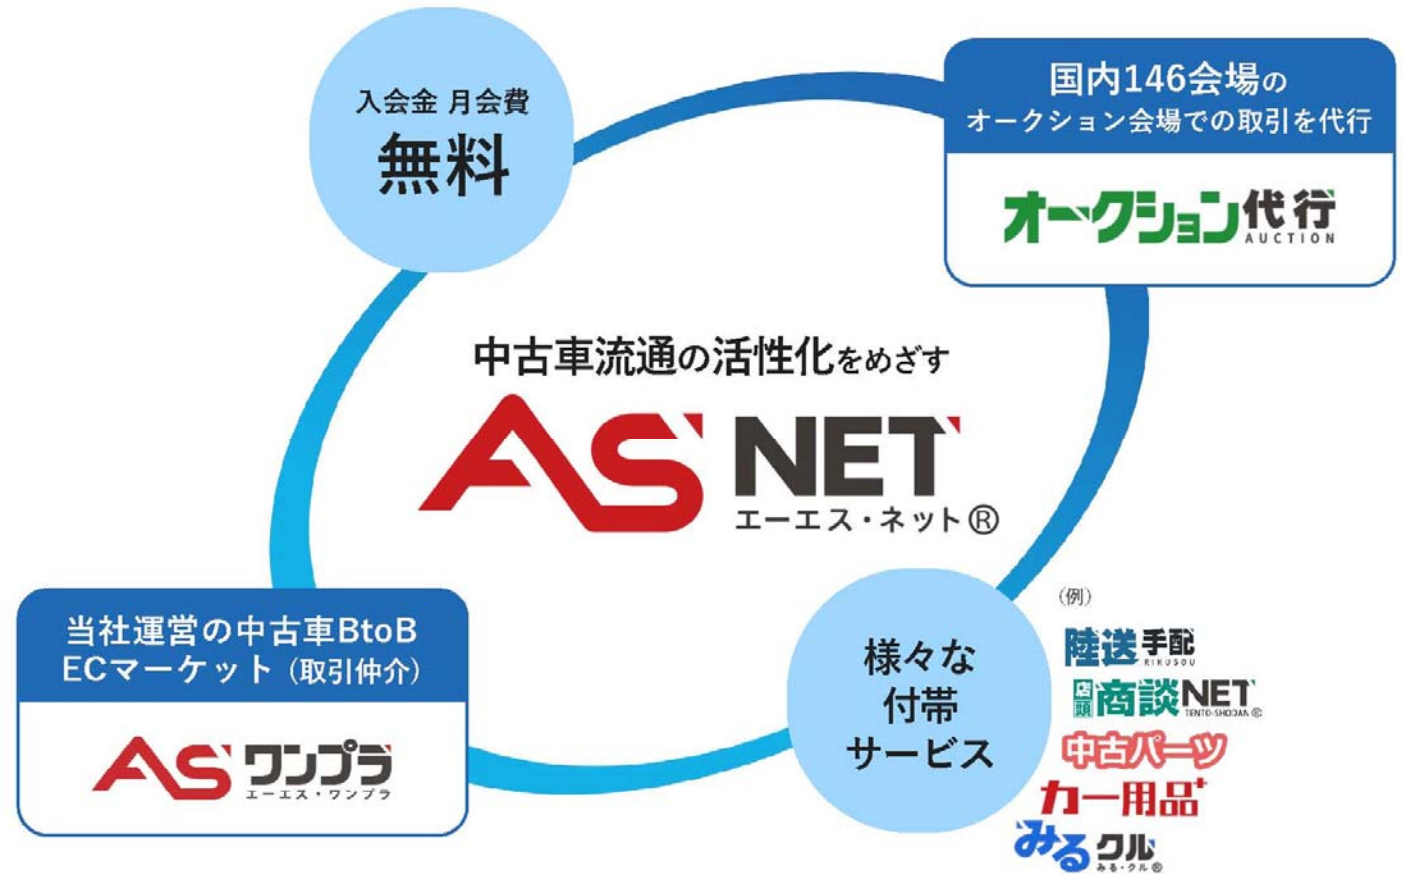 入会金 月会費
無料
国内146会場の
オークション会場での取引を代行
オークション代行
AUCTION
中古車流通の活性化をめざす
AS NET
エーエス・ネット®
当社運営の中古車BtoB
ECマーケット（取引仲介）
AS ワンプラ
エーエス・ワンプラ
様々な
付帯
サービス
（例）
陸送手配
RIKUSOU
店頭商談NET
TENTO-SHODAN®
中古パーツ
カー用品+
みるクル
みる・クル®